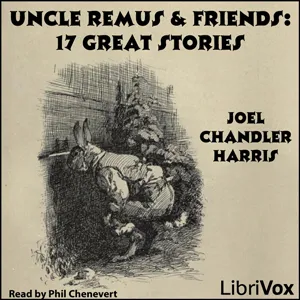 UNCLE REMUS & FRIENDS:
17 GREAT STORIES
JOEL
CHANDLER
HARRIS
Read by Phil Chenevert
LibriVox